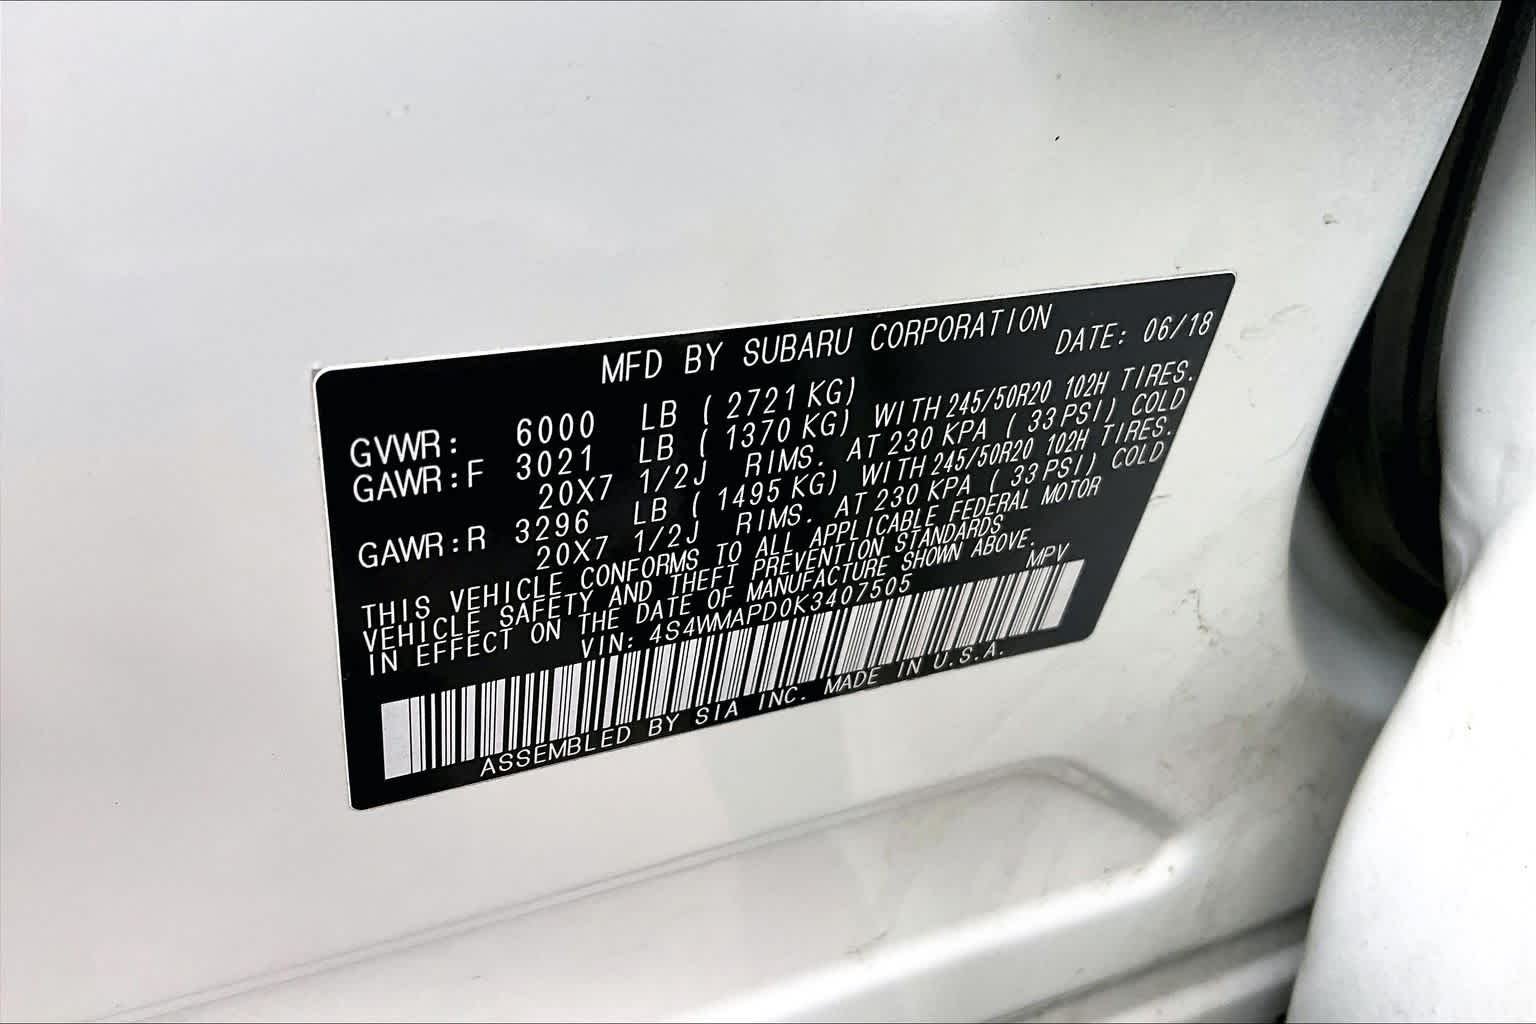 MFD BY SUBARU CORPORATION
DATE: 06/18
GVWR: 6000 LB ( 2721 KG)
GAWR:F 3021 LB ( 1370 KG) WITH 245/50R20 102H TIRES.
20X7 1/2J RIMS. AT 230 KPA ( 33 PSI) COLD
GAWR:R 3296 LB ( 1495 KG) WITH 245/50R20 102H TIRES.
20X7 1/2J RIMS. AT 230 KPA ( 33 PSI) COLD
THIS VEHICLE CONFORMS TO ALL APPLICABLE FEDERAL MOTOR
VEHICLE SAFETY AND THEFT PREVENTION STANDARDS
IN EFFECT ON THE DATE OF MANUFACTURE SHOWN ABOVE.
VIN: 4S4WMAPD0K3407505 MPV
ASSEMBLED BY SIA INC. MADE IN U.S.A.